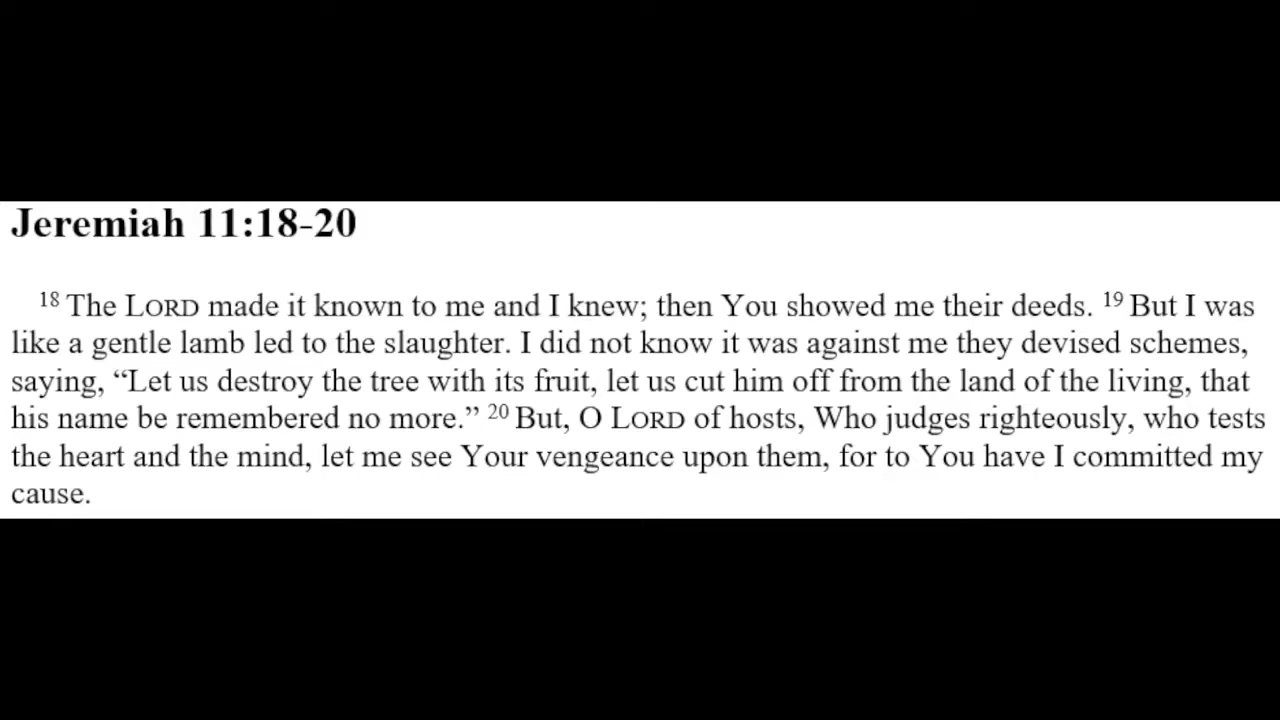 Jeremiah 11:18-20
18 The LORD made it known to me and I knew; then You showed me their deeds. 19 But I was
like a gentle lamb led to the slaughter. I did not know it was against me they devised schemes,
saying, “Let us destroy the tree with its fruit, let us cut him off from the land of the living, that
his name be remembered no more.” 20 But, O LORD of hosts, Who judges righteously, who tests
the heart and the mind, let me see Your vengeance upon them, for to You have I committed my
cause.